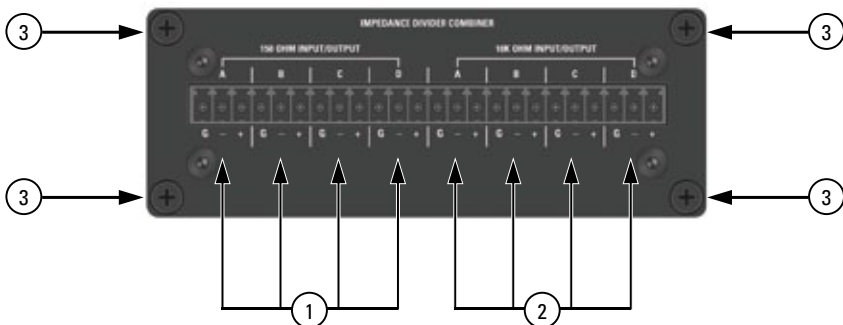 IMPEDANCE DIVIDER COMBINER
150 OHM INPUT/OUTPUT 10K OHM INPUT/OUTPUT
A B C D A B C D
G − + G − + G − + G − + G − + G − + G − + G − +
3 3
3 3
1 2